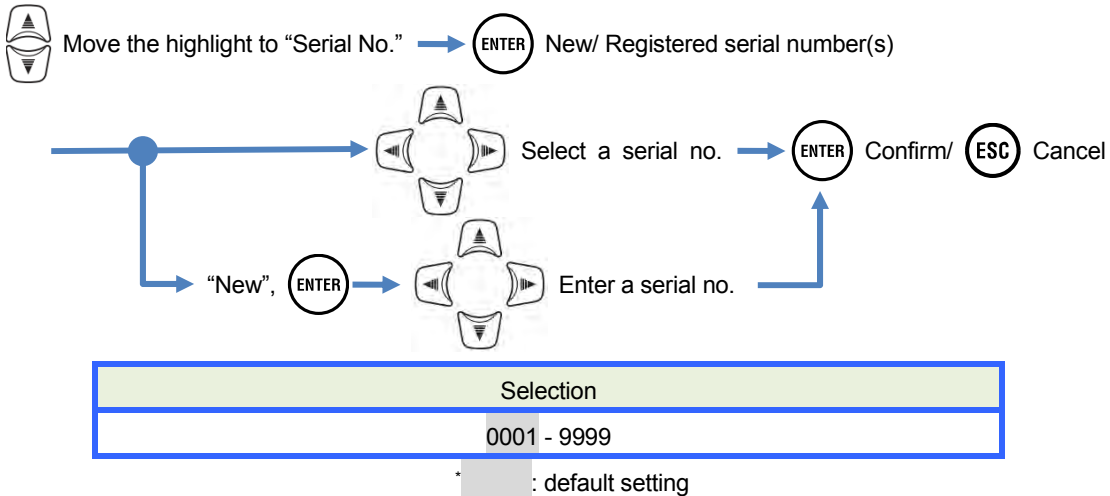 Move the highlight to “Serial No.” ENTER New/ Registered serial number(s)
Select a serial no. ENTER Confirm/ ESC Cancel
“New”, ENTER Enter a serial no.
Selection
0001 - 9999
* : default setting